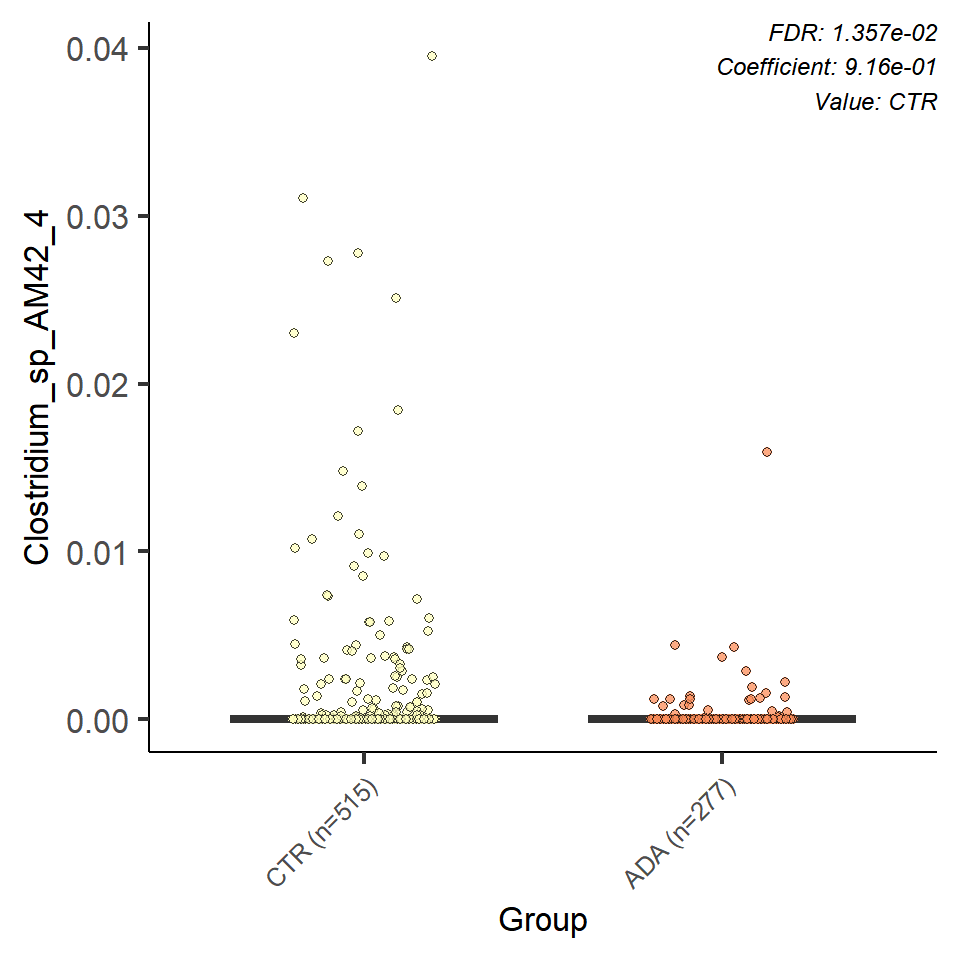 FDR: 1.357e-02
Coefficient: 9.16e-01
Value: CTR
0.04
0.03
0.02
0.01
0.00
Clostridium_sp_AM42_4
CTR (n=515)
ADA (n=277)
Group